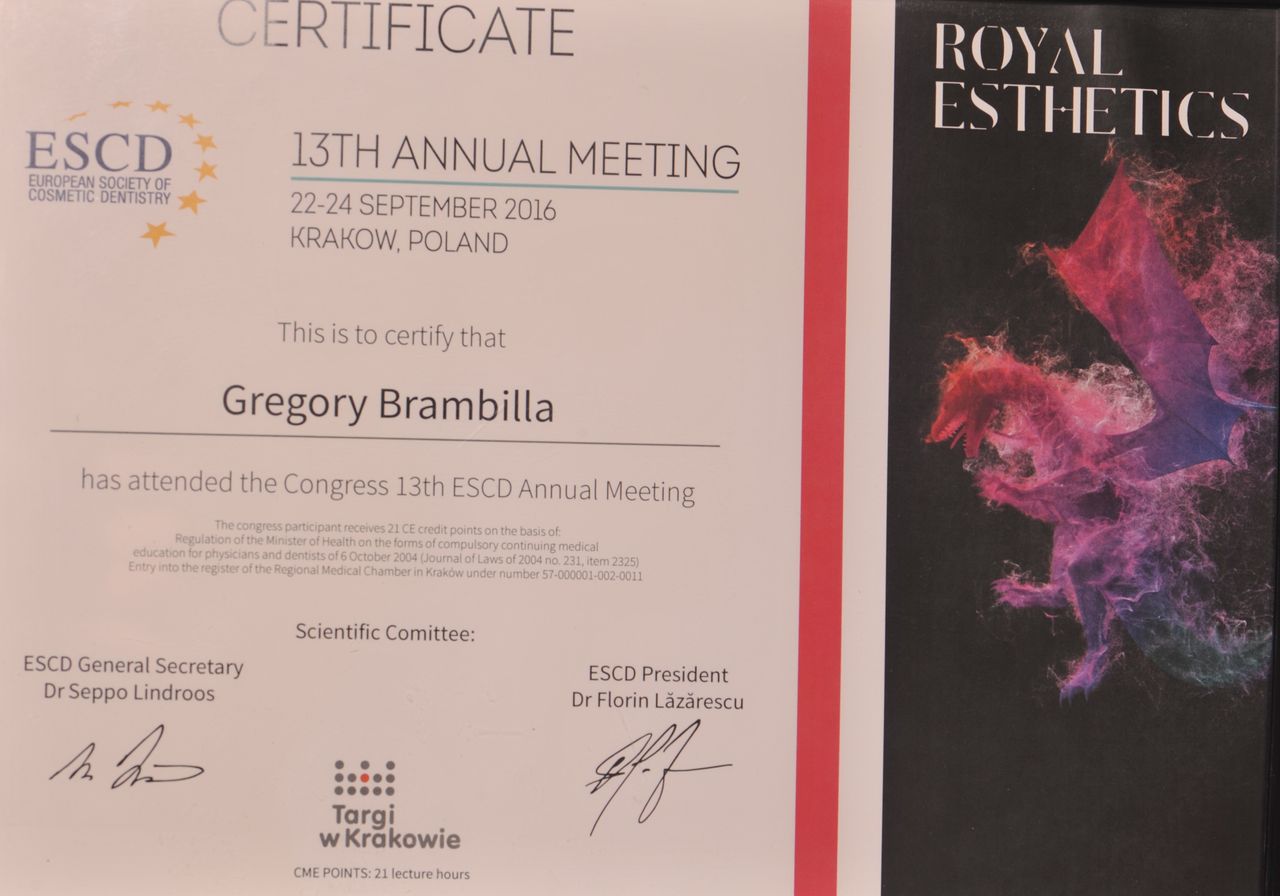 CERTIFICATE
ESCD
EUROPEAN SOCIETY OF
COSMETIC DENTISTRY
13TH ANNUAL MEETING
22-24 SEPTEMBER 2016
KRAKOW, POLAND
This is to certify that
Gregory Brambilla
has attended the Congress 13th ESCD Annual Meeting
The congress participant receives 21 CE credit points on the basis of:
Regulation of the Minister of Health on the forms of compulsory continuing medical
education for physicians and dentists of 6 October 2004 (Journal of Laws of 2004 no. 231, item 2325)
Entry into the register of the Regional Medical Chamber in Kraków under number 57-000001-002-0011
Scientific Comittee:
ESCD General Secretary
Dr Seppo Lindroos
ESCD President
Dr Florin Lăzărescu
Targi
w Krakowie
CME POINTS: 21 lecture hours
ROYAL
ESTHETICS